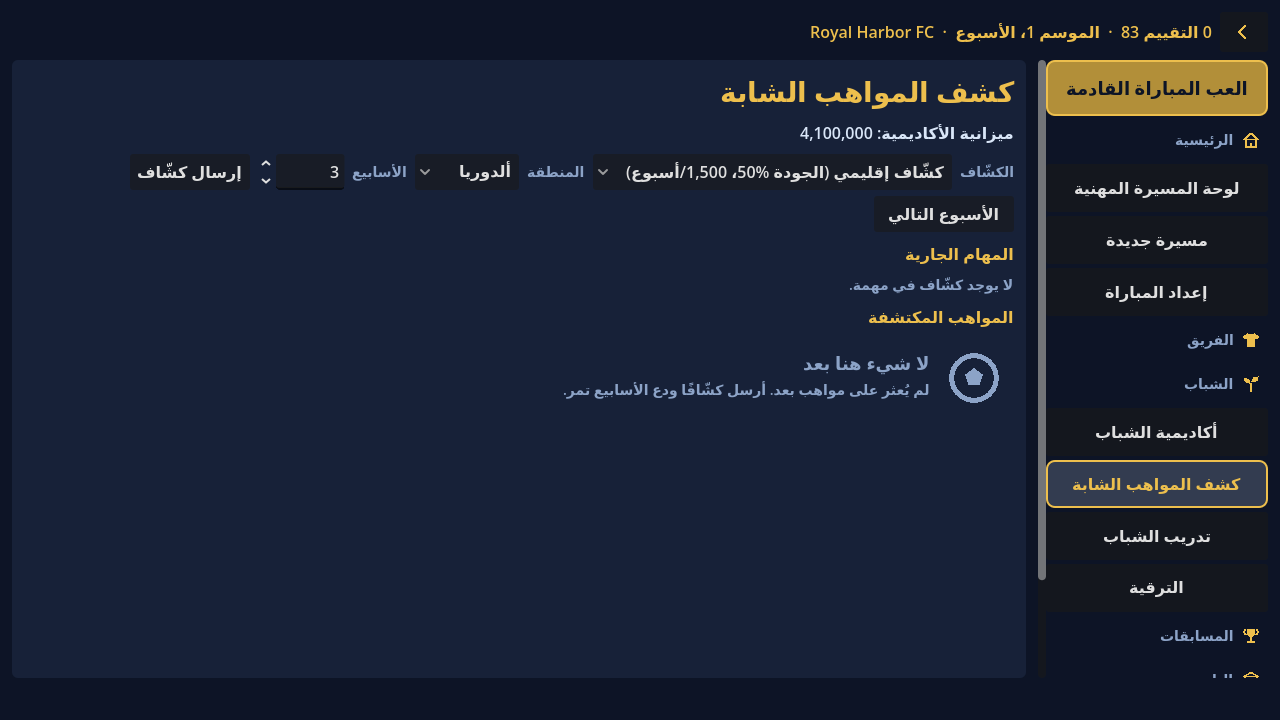 Royal Harbor FC · الموسم 1، الأسبوع · 0 التقييم 83
العب المباراة القادمة
الرئيسية
لوحة المسيرة المهنية
مسيرة جديدة
إعداد المباراة
الفريق
الشباب
أكاديمية الشباب
كشف المواهب الشابة
تدريب الشباب
الترقية
المسابقات
كشف المواهب الشابة
ميزانية الأكاديمية: 4,100,000
الكشّاف كشّاف إقليمي (الجودة 50%، 1,500/أسبوع) المنطقة ألدوريا الأسابيع 3 إرسال كشّاف
الأسبوع التالي
المهام الجارية
لا يوجد كشّاف في مهمة.
المواهب المكتشفة
لا شيء هنا بعد
لم يُعثر على مواهب بعد. أرسل كشّافًا ودع الأسابيع تمر.